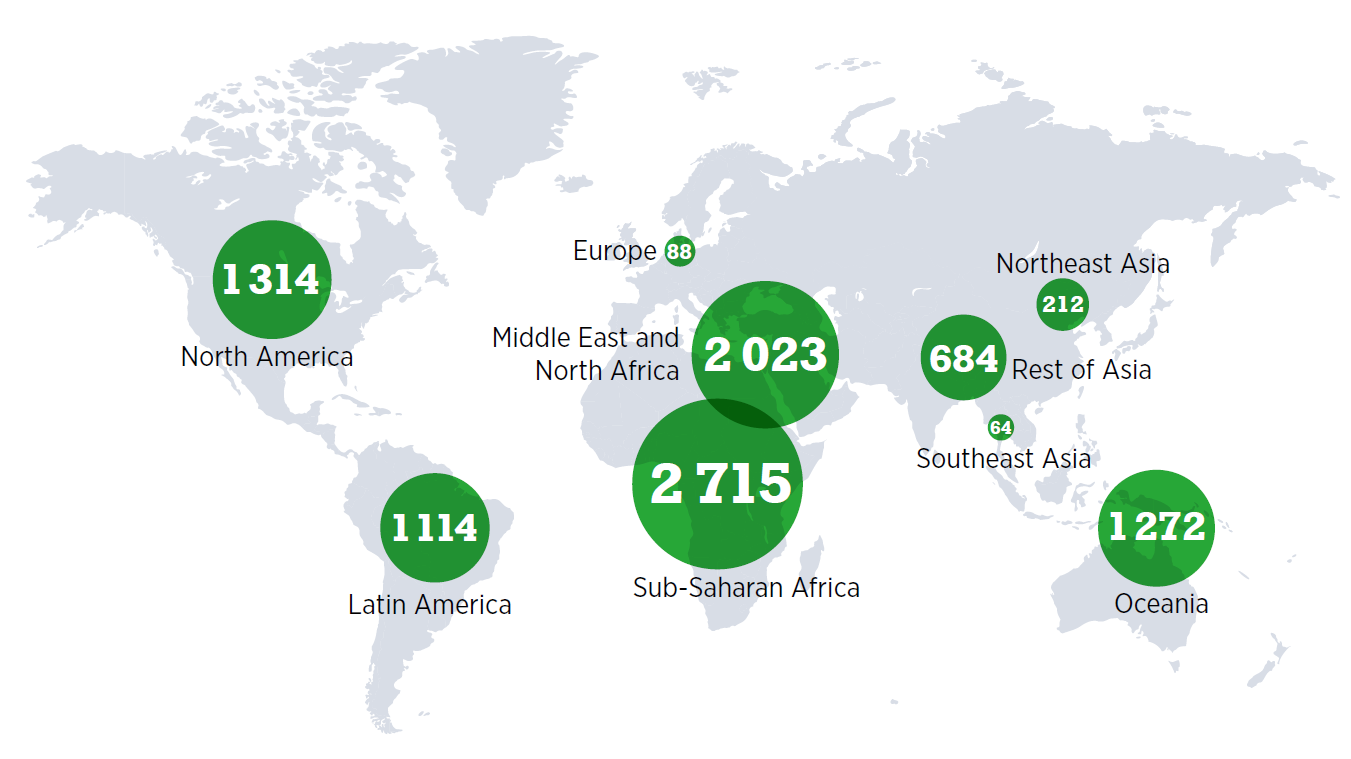 1 314
North America
Europe
88
Middle East and
North Africa
2 023
Northeast Asia
212
684
Rest of Asia
64
Southeast Asia
1 114
Latin America
2 715
Sub-Saharan Africa
1 272
Oceania